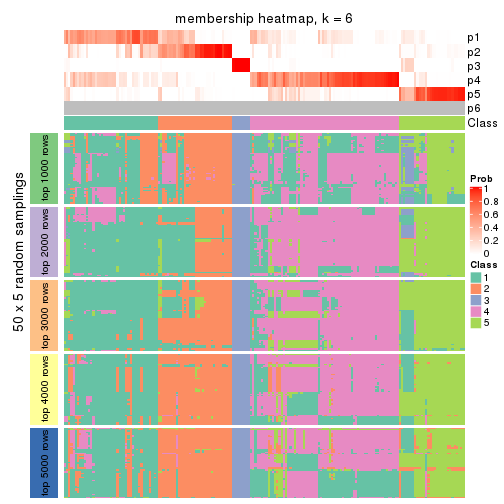 membership heatmap, k = 6
p1
p2
p3
p4
p5
p6
Class
50 x 5 random samplings
top 1000 rows
top 2000 rows
top 3000 rows
top 4000 rows
top 5000 rows
Prob
1
0.8
0.6
0.4
0.2
0
Class
1
2
3
4
5